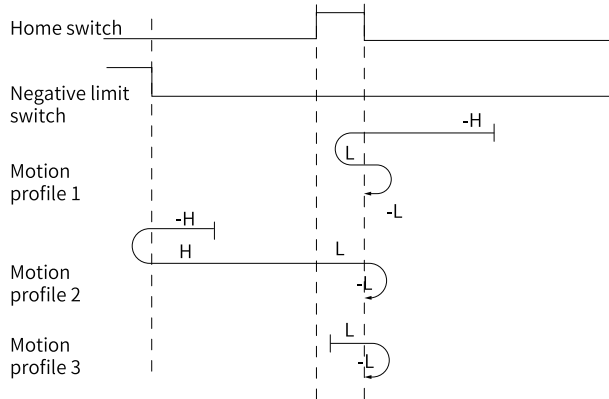 Home switch
Negative limit
switch
-H
L
Motion
profile 1
-L
-H
H
L
Motion
profile 2
-L
L
Motion
profile 3
-L